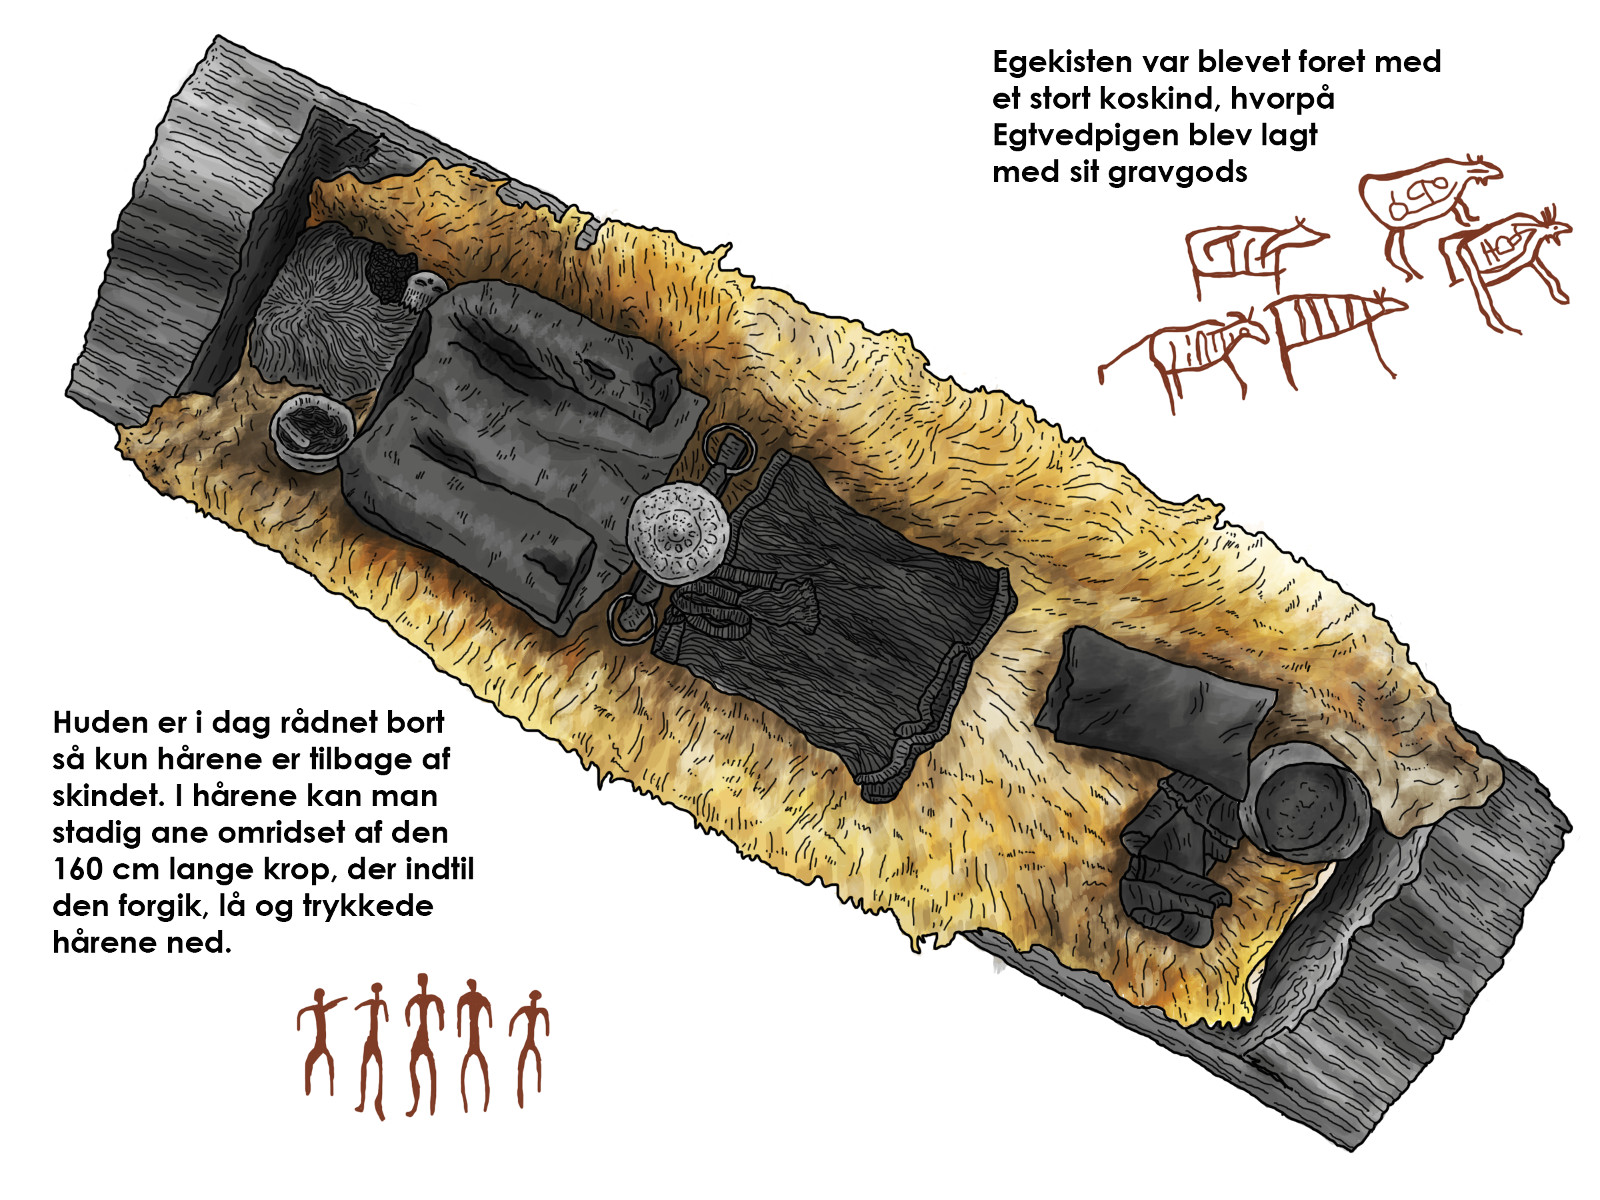 Egekisten var blevet foret med
et stort koskind, hvorpå
Egtvedpigen blev lagt
med sit gravgods
Huden er i dag rådnet bort
så kun hårene er tilbage af
skindet. I hårene kan man
stadig ane omridset af den
160 cm lange krop, der indtil
den forgik, lå og trykkede
hårene ned.